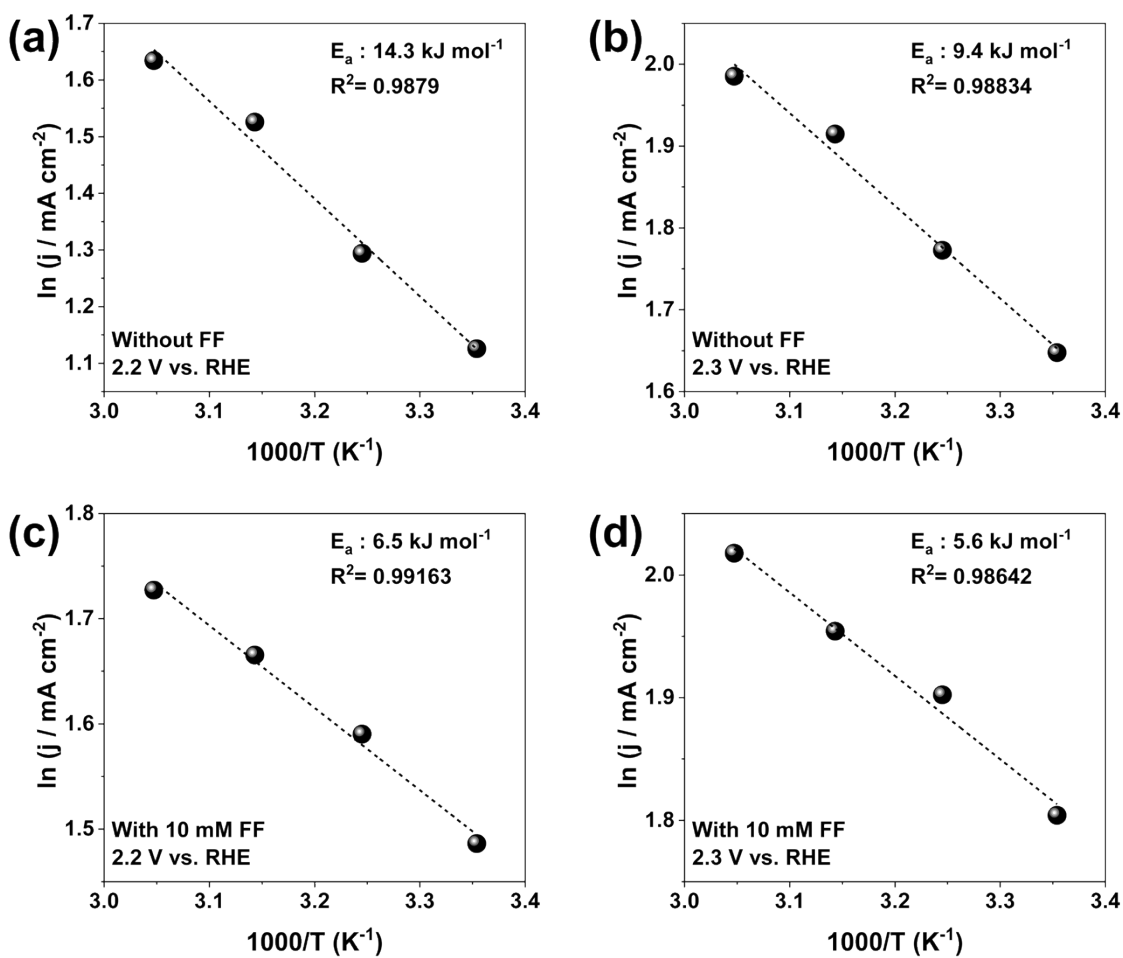 (a)
E_a : 14.3 kJ mol⁻¹
R²= 0.9879
1.7
1.6
1.5
1.4
1.3
1.2
1.1
ln (j / mA cm⁻²)
Without FF
2.2 V vs. RHE
3.0 3.1 3.2 3.3 3.4
1000/T (K⁻¹)
(b)
E_a : 9.4 kJ mol⁻¹
R²= 0.98834
2.0
1.9
1.8
1.7
1.6
ln (j / mA cm⁻²)
Without FF
2.3 V vs. RHE
3.0 3.1 3.2 3.3 3.4
1000/T (K⁻¹)
(c)
E_a : 6.5 kJ mol⁻¹
R²= 0.99163
1.8
1.7
1.6
1.5
ln (j / mA cm⁻²)
With 10 mM FF
2.2 V vs. RHE
3.0 3.1 3.2 3.3 3.4
1000/T (K⁻¹)
(d)
E_a : 5.6 kJ mol⁻¹
R²= 0.98642
2.0
1.9
1.8
ln (j / mA cm⁻²)
With 10 mM FF
2.3 V vs. RHE
3.0 3.1 3.2 3.3 3.4
1000/T (K⁻¹)